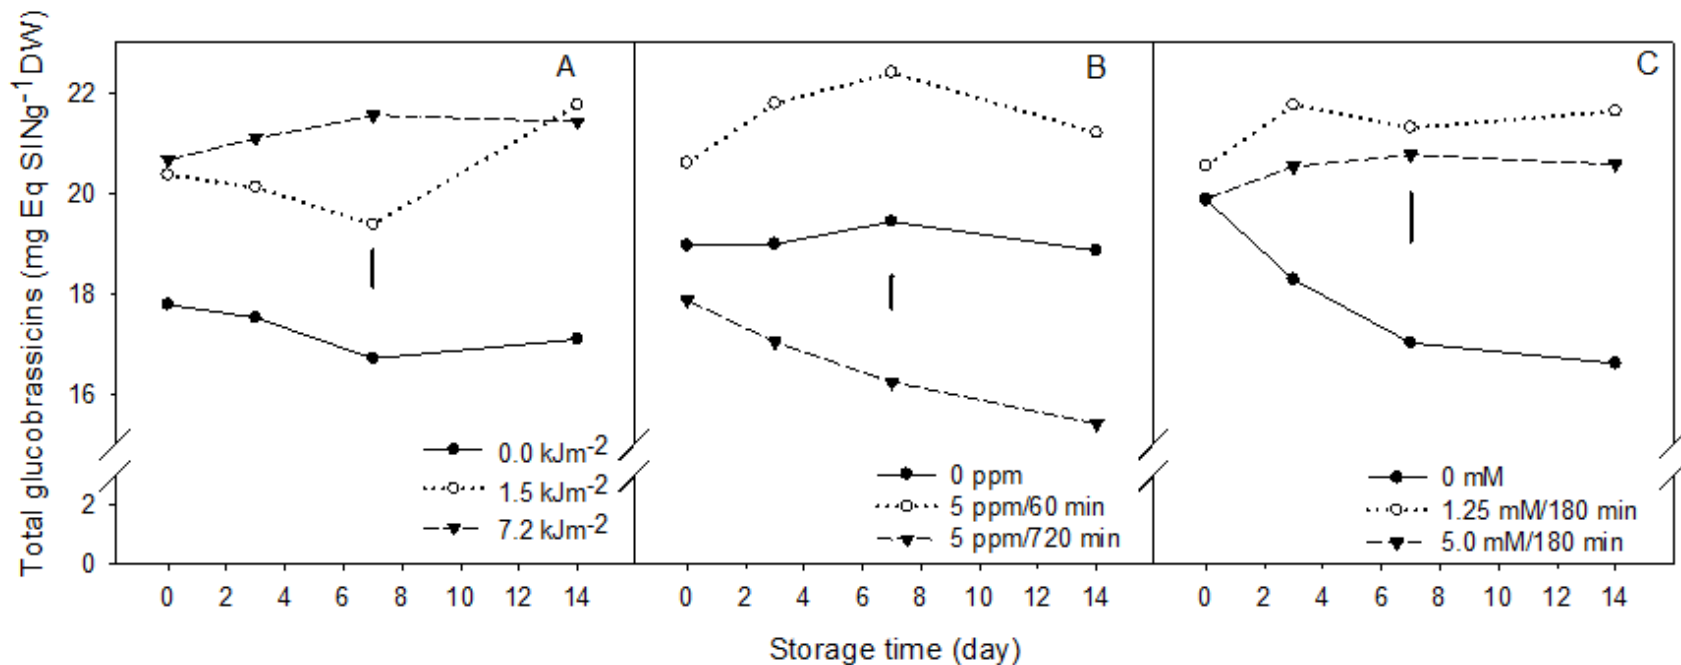 Total glucobrassicins (mg Eq SINg⁻¹ DW)
A
B
C
22
20
18
16
2
0
0.0 kJm⁻²
1.5 kJm⁻²
7.2 kJm⁻²
0 ppm
5 ppm/60 min
5 ppm/720 min
0 mM
1.25 mM/180 min
5.0 mM/180 min
0 2 4 6 8 10 12 14 0 2 4 6 8 10 12 14 0 2 4 6 8 10 12 14
Storage time (day)